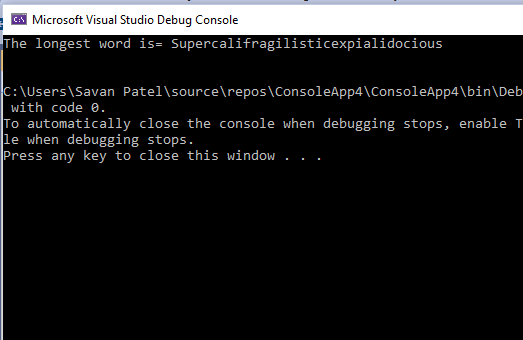 Microsoft Visual Studio Debug Console
The longest word is= Supercalifragilisticexpialidocious
C:\Users\Savan Patel\source\repos\ConsoleApp4\ConsoleApp4\bin\Deb
with code 0.
To automatically close the console when debugging stops, enable T
le when debugging stops.
Press any key to close this window . . .